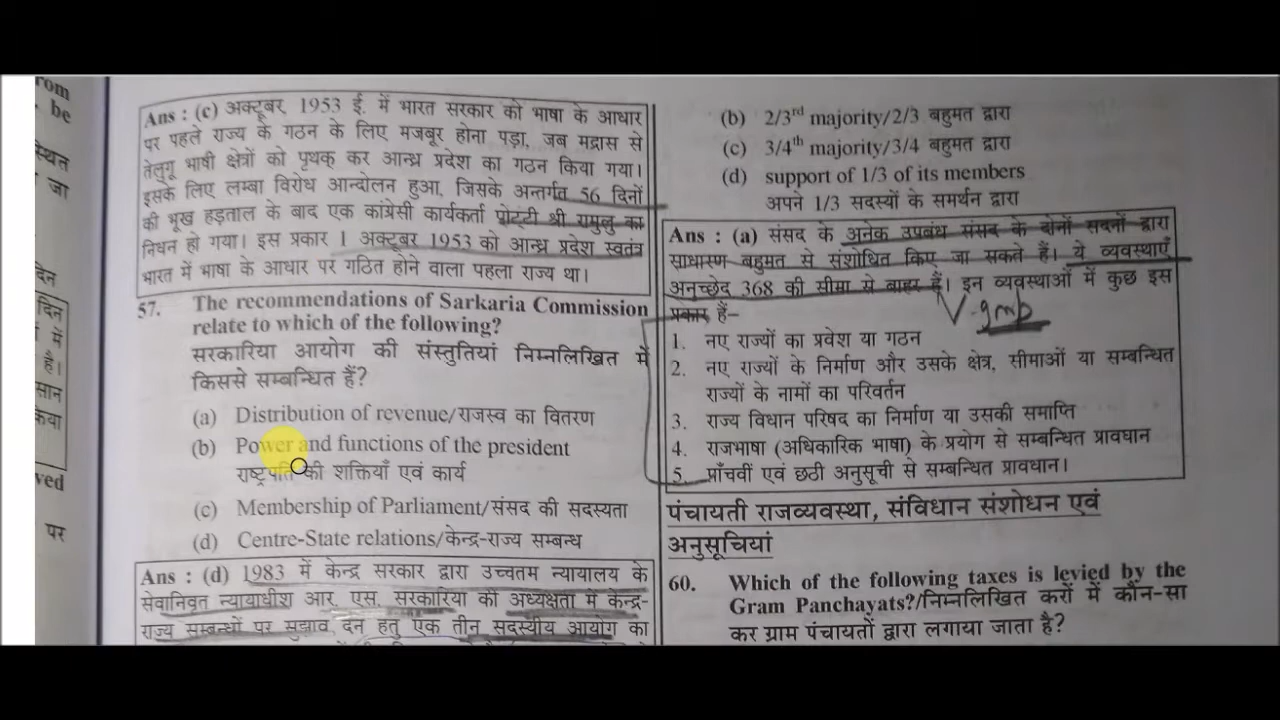 rom
be
स्थित
जा
दिन
दिन
में
है।
सान
किया
ved
पर
Ans : (c) अक्टूबर 1953 ई. में भारत सरकार को भाषा के आधार
पर पहले राज्य के गठन के लिए मजबूर होना पड़ा, जब मद्रास से
तेलुगू भाषी क्षेत्रों को पृथक् कर आन्ध्र प्रदेश का गठन किया गया।
इसके लिए लम्बा विरोध आन्दोलन हुआ, जिसके अन्तर्गत 56 दिनों
की भूख हड़ताल के बाद एक कांग्रेसी कार्यकर्ता पोट्टी श्री रामुलु का
निधन हो गया। इस प्रकार 1 अक्टूबर 1953 को आन्ध्र प्रदेश स्वतंत्र
भारत में भाषा के आधार पर गठित होने वाला पहला राज्य था।
57. The recommendations of Sarkaria Commission
relate to which of the following?
सरकारिया आयोग की संस्तुतियां निम्नलिखित में
किससे सम्बन्धित हैं?
(a) Distribution of revenue/राजस्व का वितरण
(b) Power and functions of the president
राष्ट्रपति की शक्तियाँ एवं कार्य
(c) Membership of Parliament/संसद की सदस्यता
(d) Centre-State relations/केन्द्र-राज्य सम्बन्ध
Ans : (d) 1983 में केन्द्र सरकार द्वारा उच्चतम न्यायालय के
सेवानिवृत न्यायाधीश आर. एस. सरकारिया की अध्यक्षता में केन्द्र-
राज्य सम्बन्धों पर सुझाव देने हेतु एक तीन सदस्यीय आयोग का
(b) 2/3rd majority/2/3 बहुमत द्वारा
(c) 3/4th majority/3/4 बहुमत द्वारा
(d) support of 1/3 of its members
अपने 1/3 सदस्यों के समर्थन द्वारा
Ans : (a) संसद के अनेक उपबंध संसद के दोनों सदनों द्वारा
साधारण बहुमत से संशोधित किए जा सकते हैं। ये व्यवस्थाएँ
अनुच्छेद 368 की सीमा से बाहर हैं। इन व्यवस्थाओं में कुछ इस
प्रकार हैं–
V-gmp
1. नए राज्यों का प्रवेश या गठन
2. नए राज्यों के निर्माण और उसके क्षेत्र, सीमाओं या सम्बन्धित
राज्यों के नामों का परिवर्तन
3. राज्य विधान परिषद का निर्माण या उसकी समाप्ति
4. राजभाषा (अधिकारिक भाषा) के प्रयोग से सम्बन्धित प्रावधान
5. पाँचवीं एवं छठी अनुसूची से सम्बन्धित प्रावधान।
पंचायती राजव्यवस्था, संविधान संशोधन एवं
अनुसूचियां
60. Which of the following taxes is levied by the
Gram Panchayats?/निम्नलिखित करों में कौन-सा
कर ग्राम पंचायतों द्वारा लगाया जाता है?